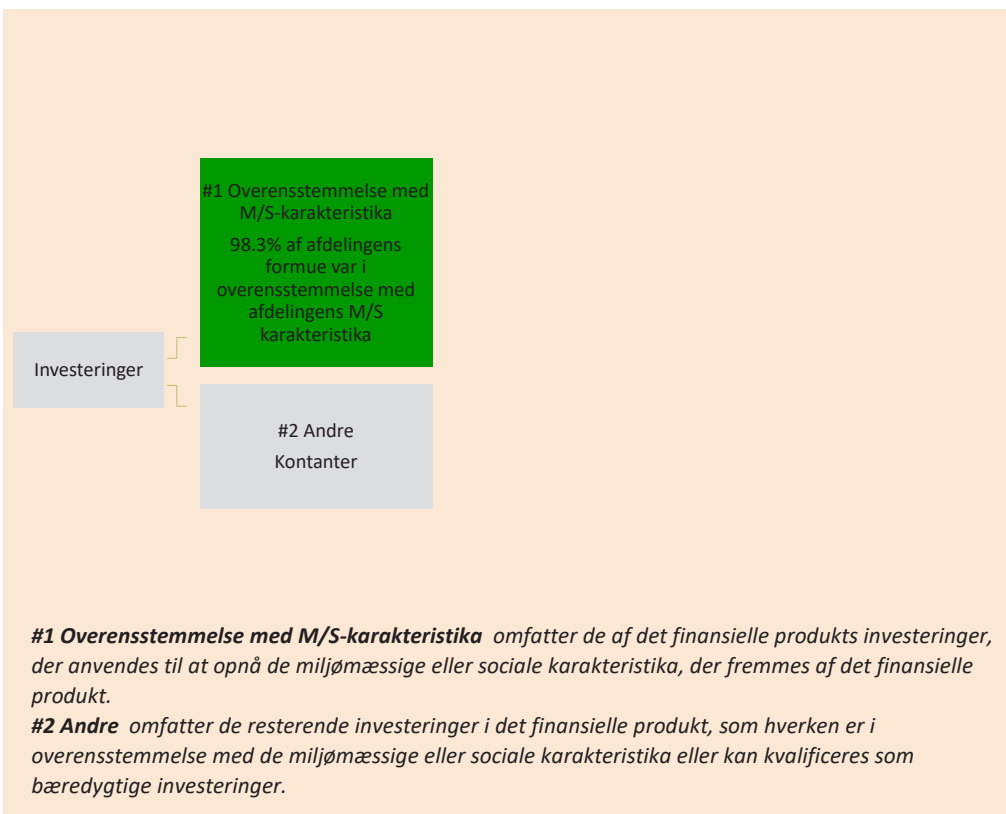 #1 Overensstemmelse med
M/S-karakteristika
98.3% af afdelingens
formue var i
overensstemmelse med
afdelingens M/S
karakteristika
Investeringer
#2 Andre
Kontanter
#1 Overensstemmelse med M/S-karakteristika omfatter de af det finansielle produkts investeringer,
der anvendes til at opnå de miljømæssige eller sociale karakteristika, der fremmes af det finansielle
produkt.
#2 Andre omfatter de resterende investeringer i det finansielle produkt, som hverken er i
overensstemmelse med de miljømæssige eller sociale karakteristika eller kan kvalificeres som
bæredygtige investeringer.